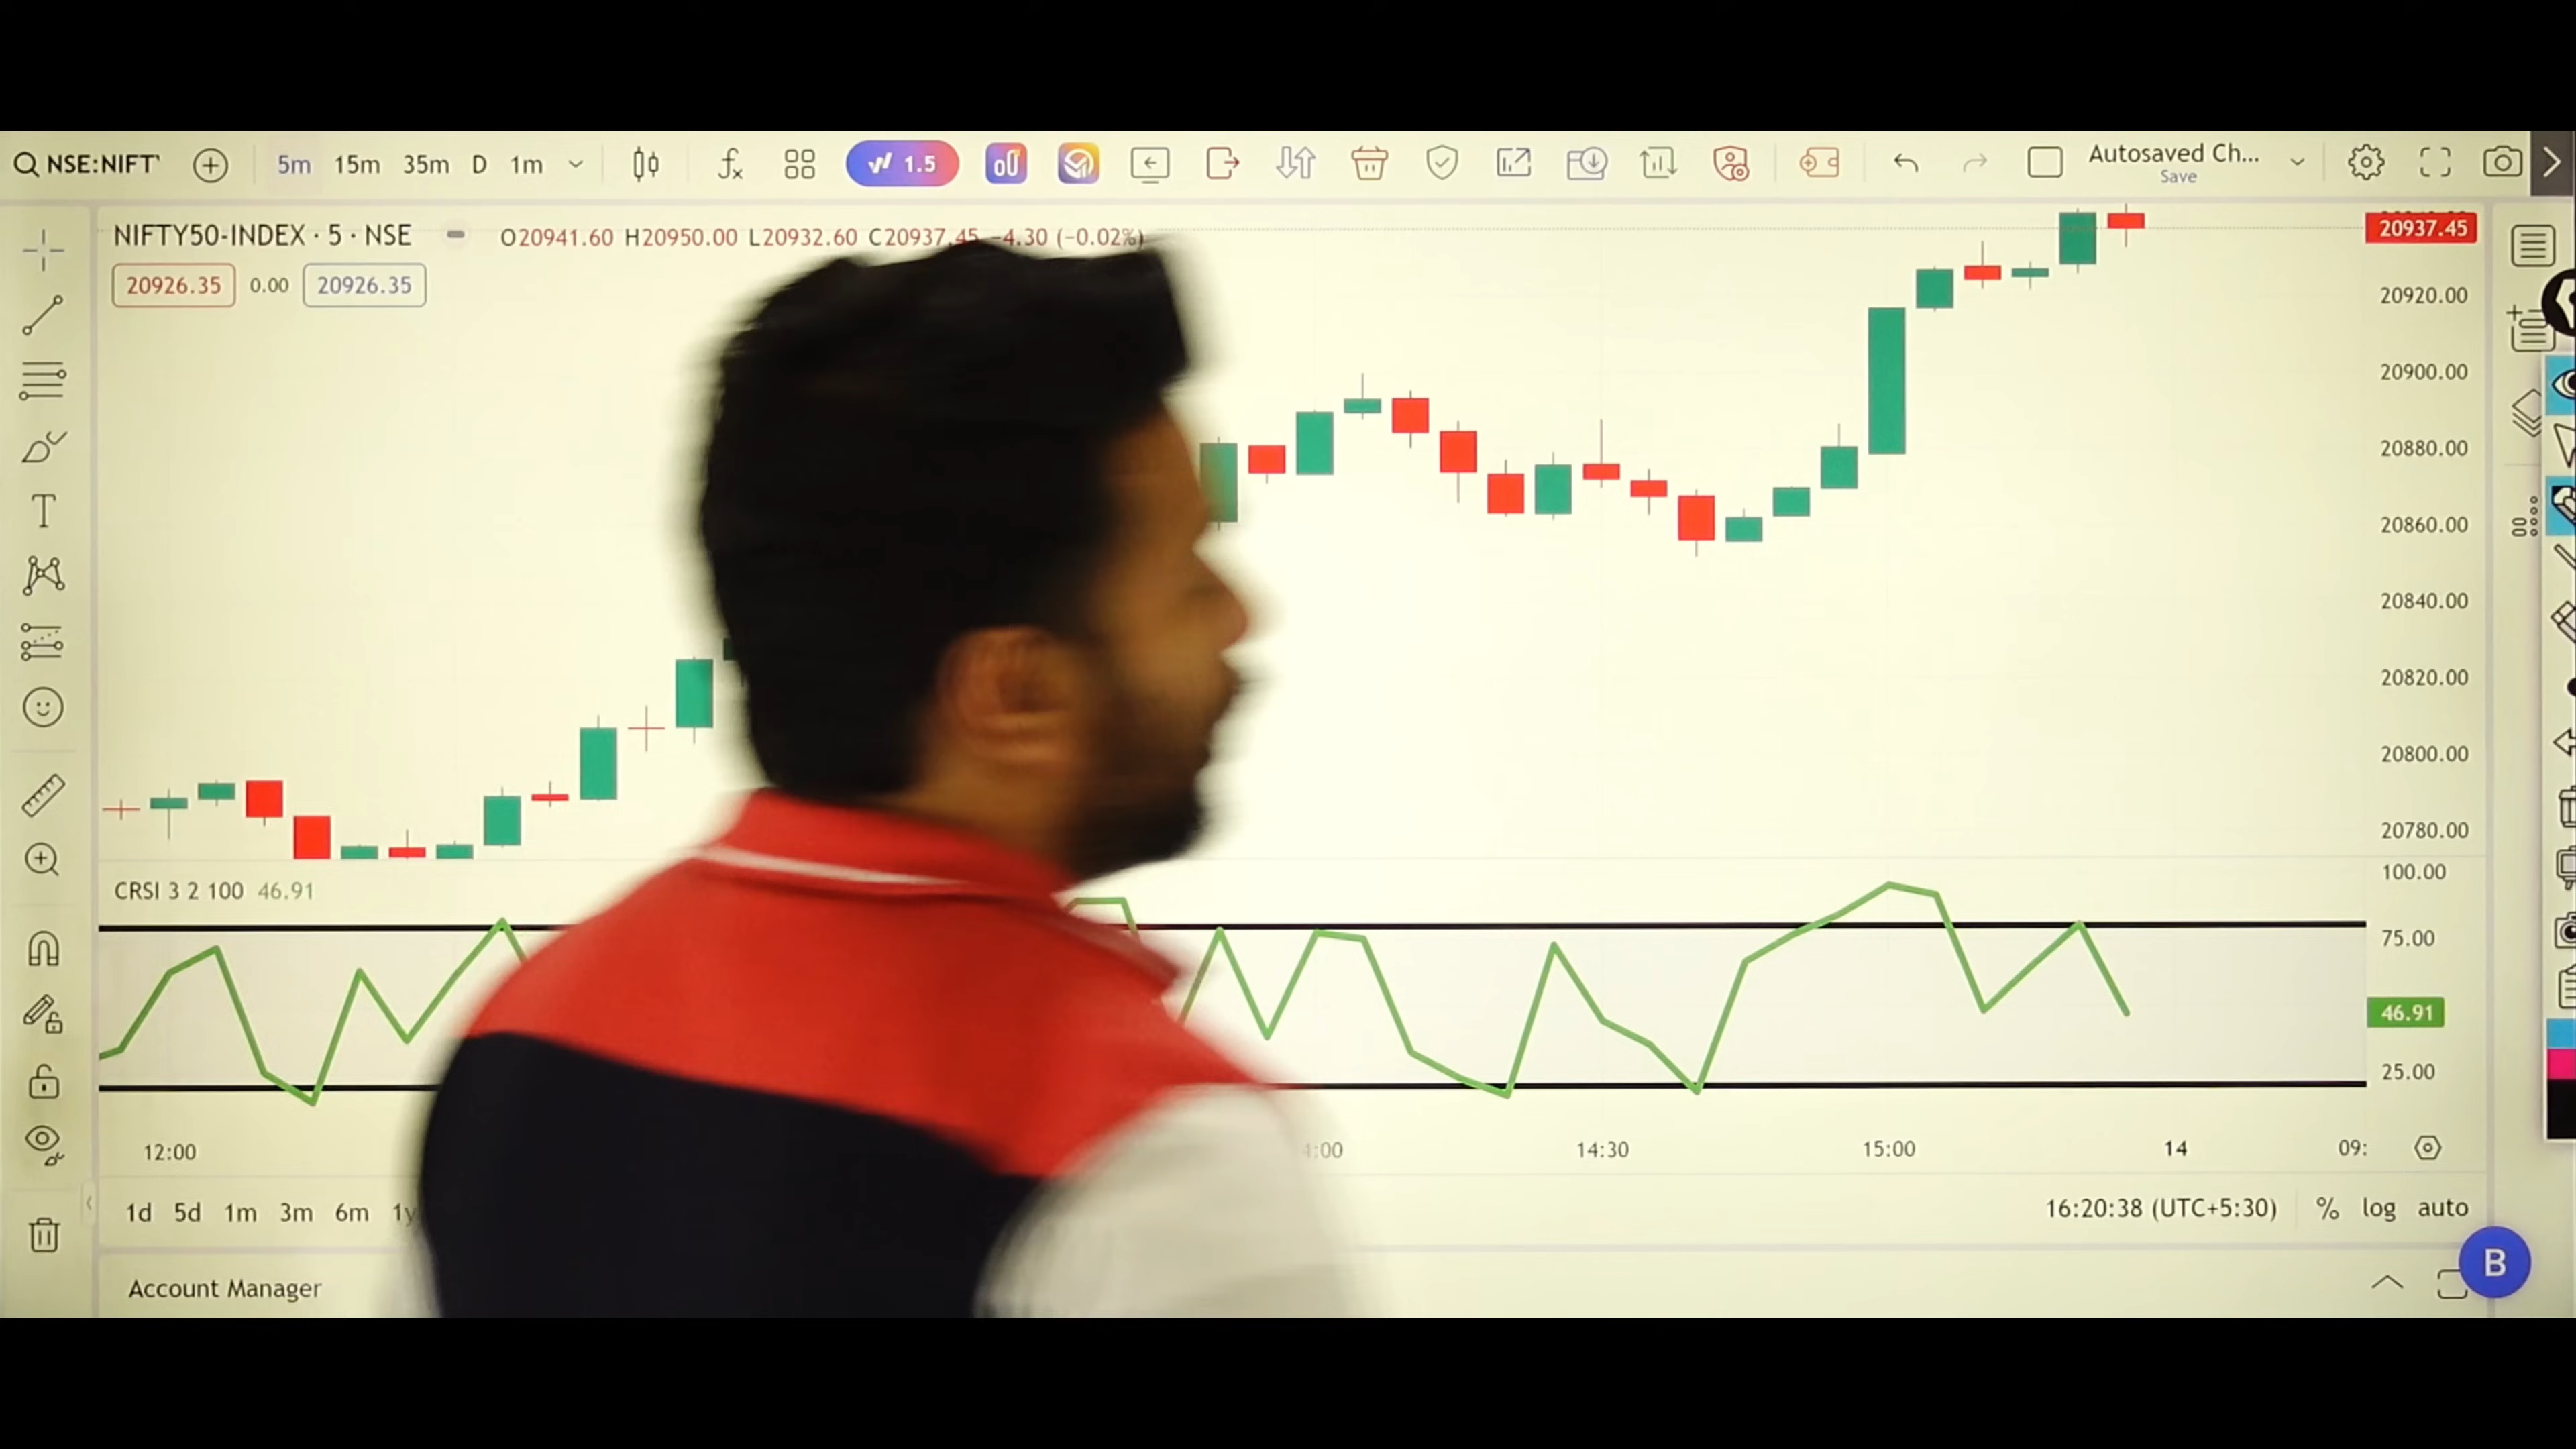 NSE:NIFTY
5m 15m 35m D 1m
1.5
Autosaved Ch...
Save
NIFTY50-INDEX · 5 · NSE
O20941.60 H20950.00 L20932.60 C20937.45 −4.30 (−0.02%)
20926.35 0.00 20926.35
20937.45
20920.00
20900.00
20880.00
20860.00
20840.00
20820.00
20800.00
20780.00
CRSI 3 2 100 46.91
100.00
75.00
46.91
25.00
12:00
14:30 15:00 14 09:
1d 5d 1m 3m 6m 1y
16:20:38 (UTC+5:30) % log auto
Account Manager
B